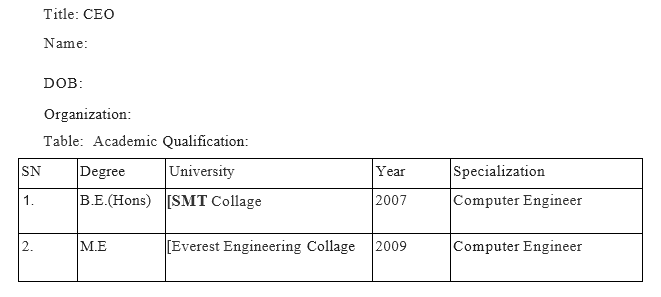 Title: CEO
Name:
DOB:
Organization:
Table: Academic Qualification:
SN Degree University Year Specialization
1. B.E.(Hons) [SMT Collage 2007 Computer Engineer
2. M.E [Everest Engineering Collage 2009 Computer Engineer